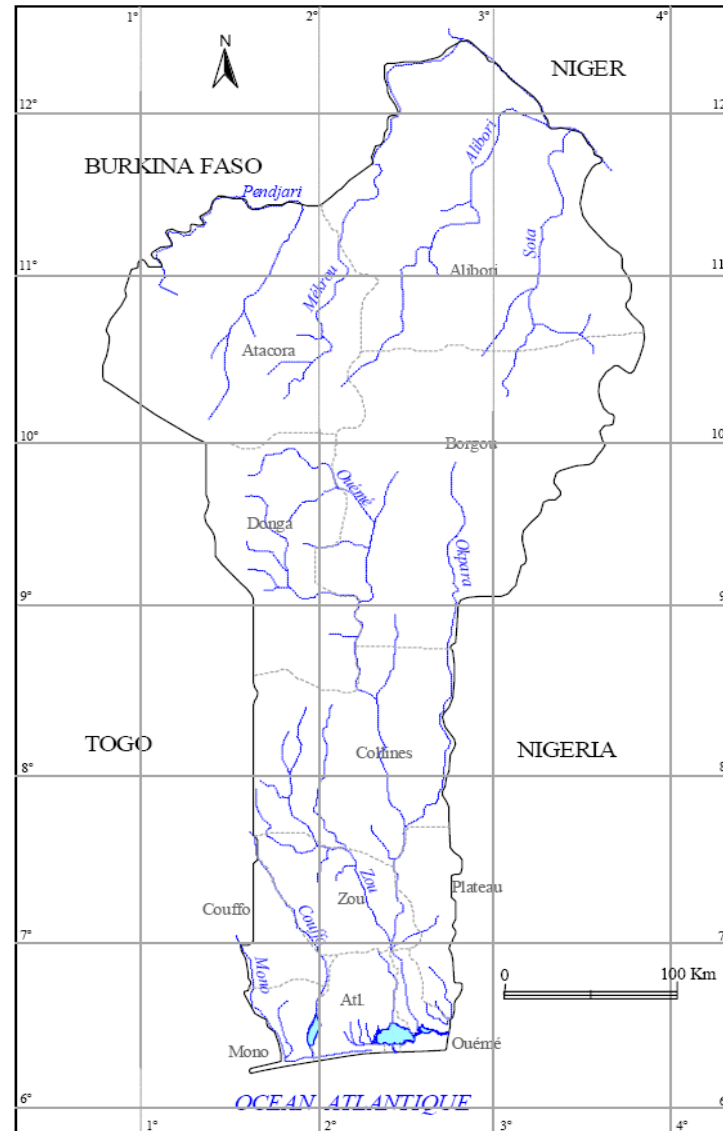 1° 2° 3° 4°
N
NIGER
12° 12
Alibori
BURKINA FASO
Pendjari
Sota
11° 11
Alibori
Mékrou
Atacora
10° 10
Borgou
Ouémé
Donga
Okpara
9° 9
TOGO
Collines
NIGERIA
8° 8
Zou
Plateau
Couffo
Zou
Couffo
7° 7
Mono
0 100 Km
Atl.
Mono
Ouémé
6° 6
OCEAN ATLANTIQUE
1° 2° 3° 4°